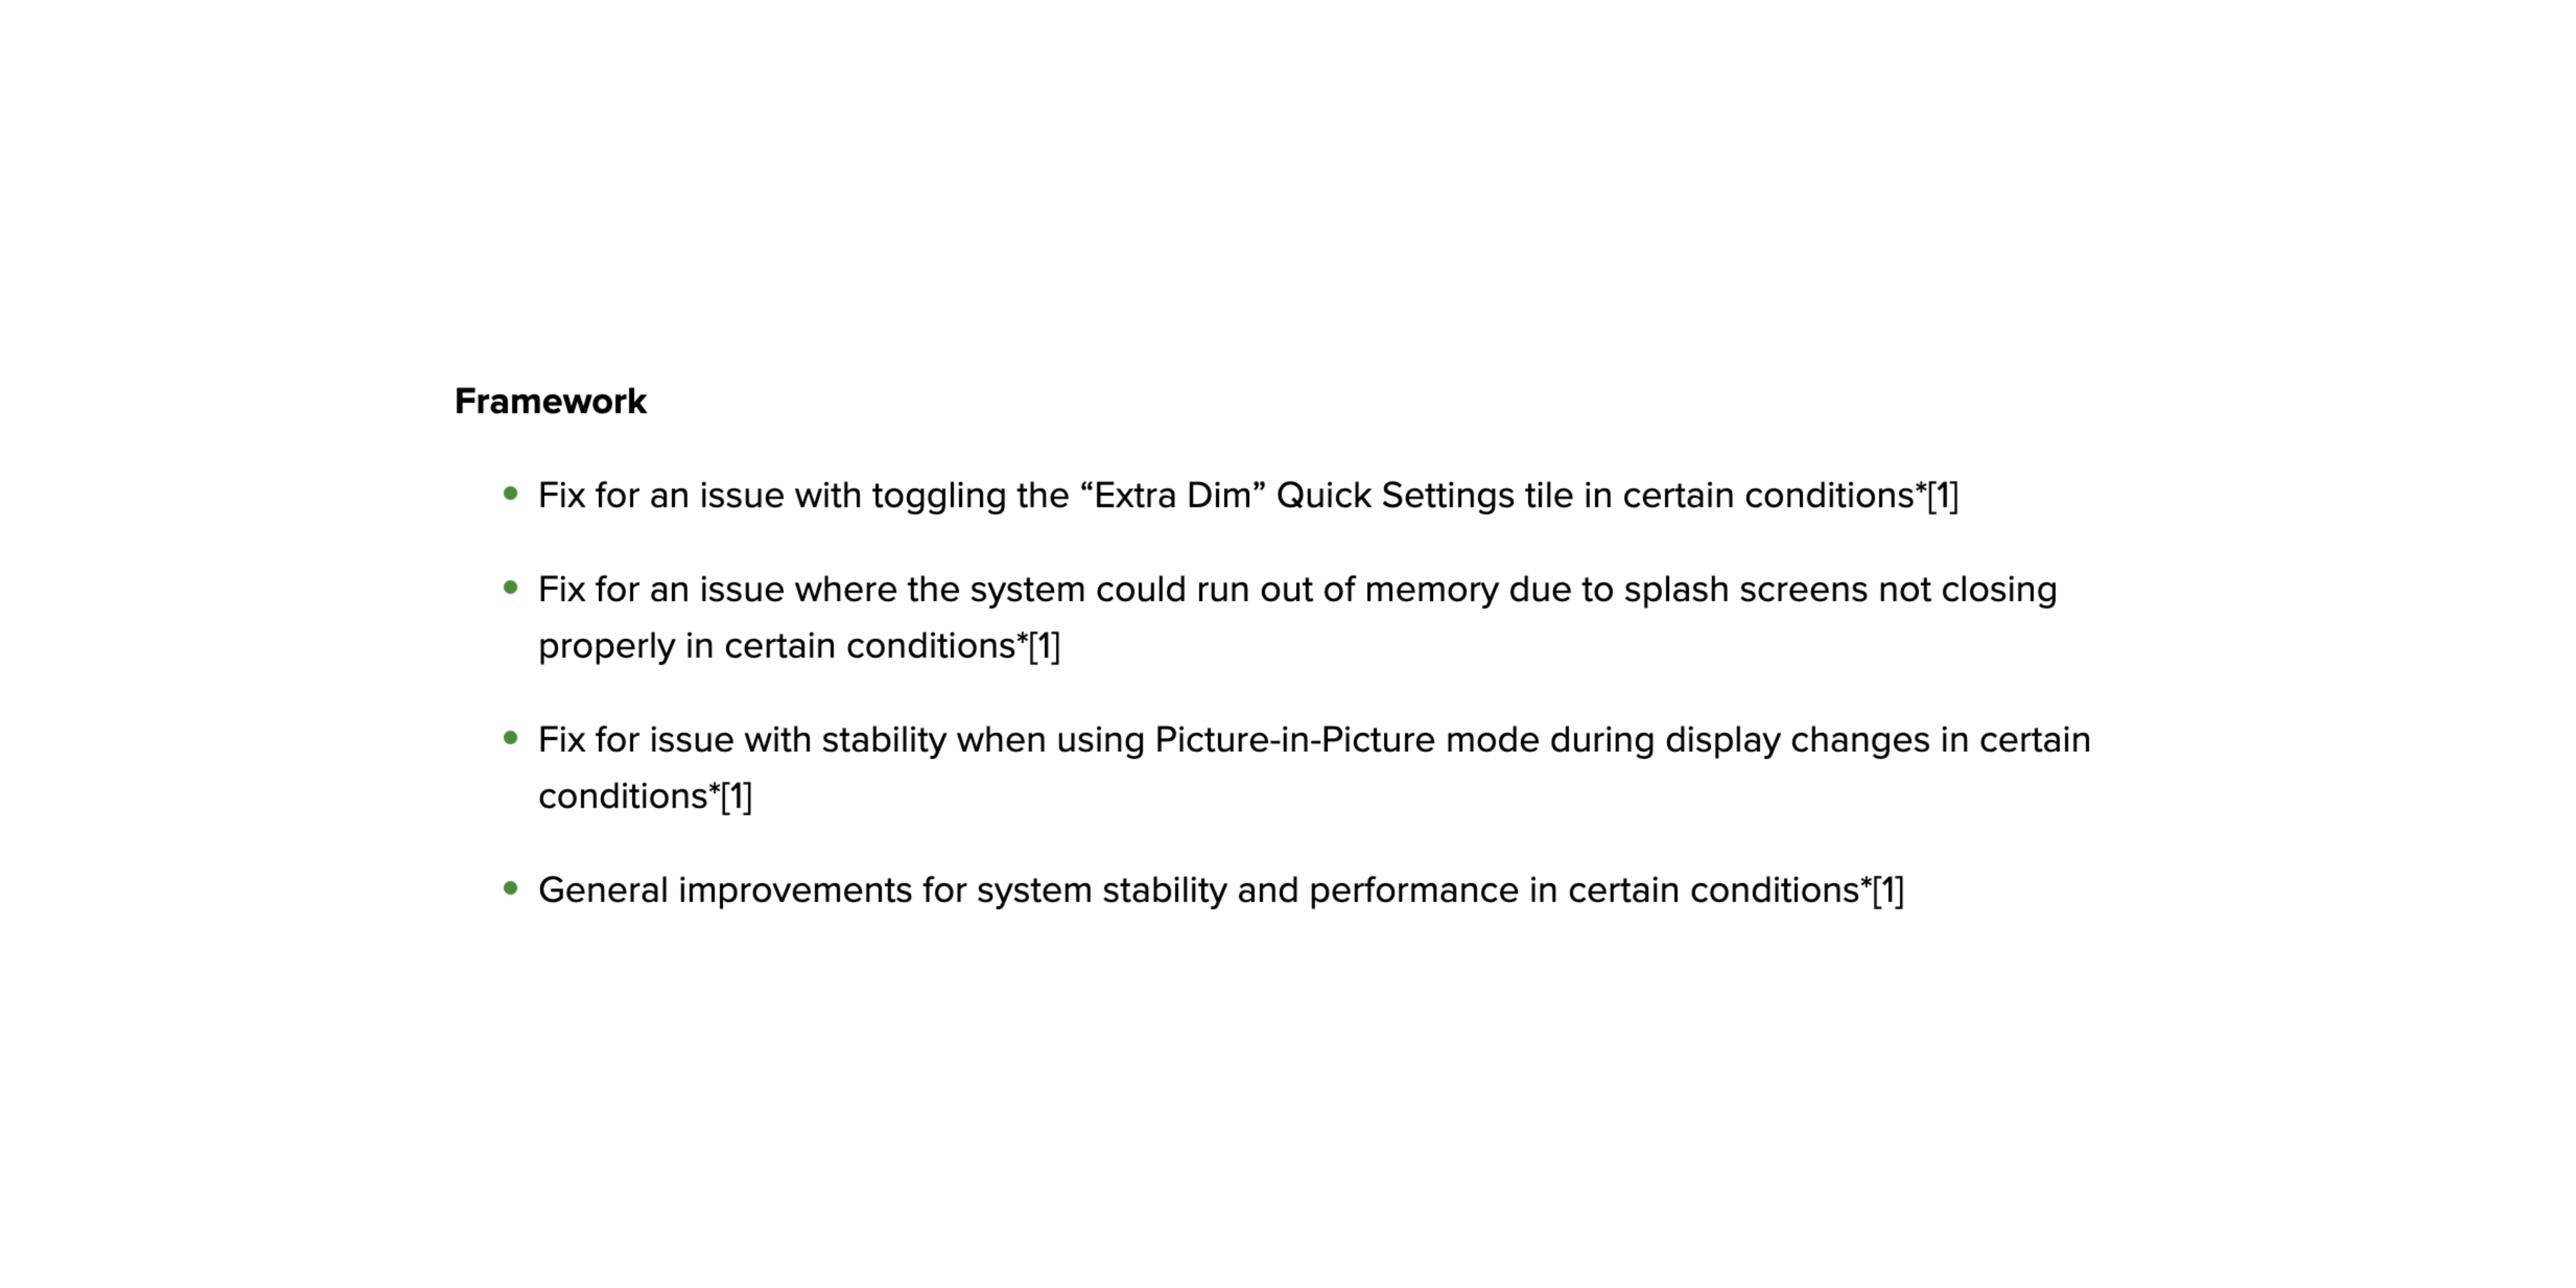 Framework
Fix for an issue with toggling the “Extra Dim” Quick Settings tile in certain conditions*[1]
Fix for an issue where the system could run out of memory due to splash screens not closing
properly in certain conditions*[1]
Fix for issue with stability when using Picture-in-Picture mode during display changes in certain
conditions*[1]
General improvements for system stability and performance in certain conditions*[1]